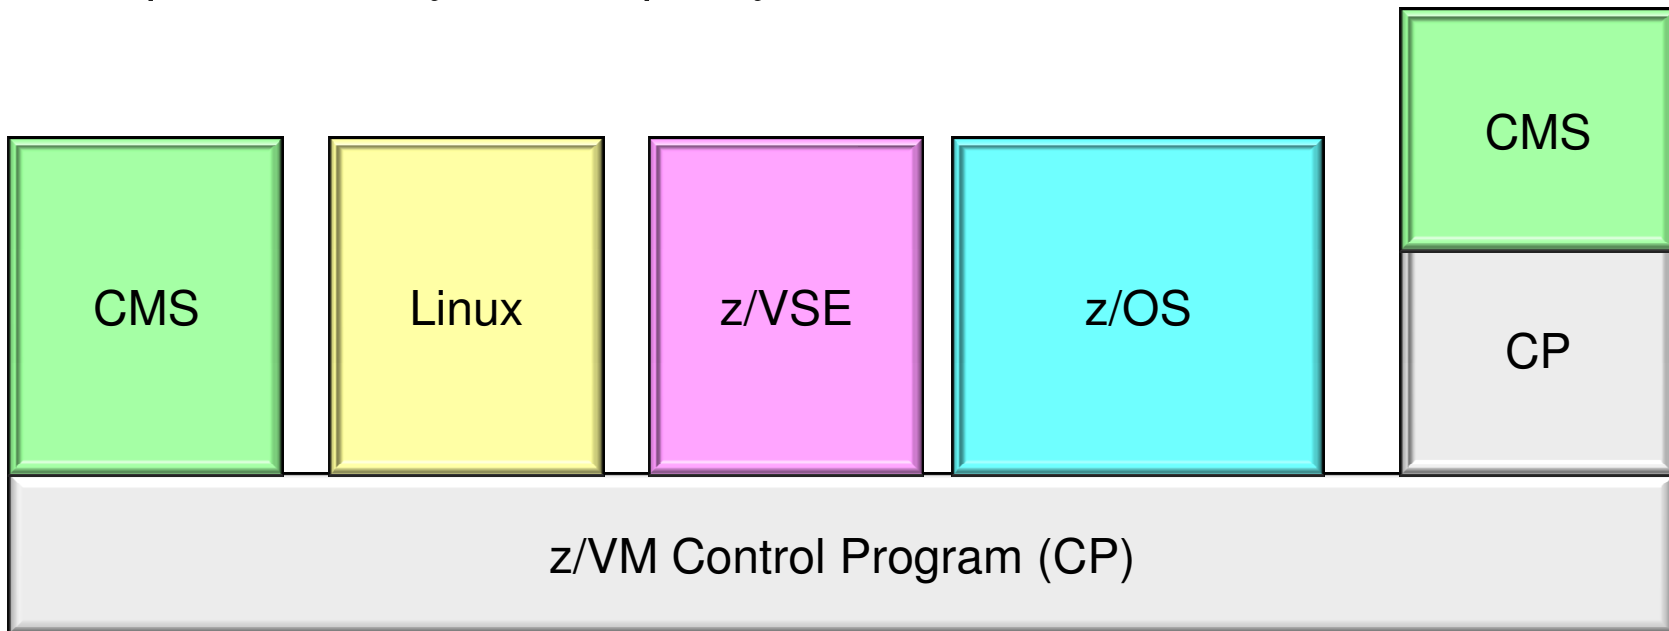 CMS
CMS
Linux
z/VSE
z/OS
CP
z/VM Control Program (CP)